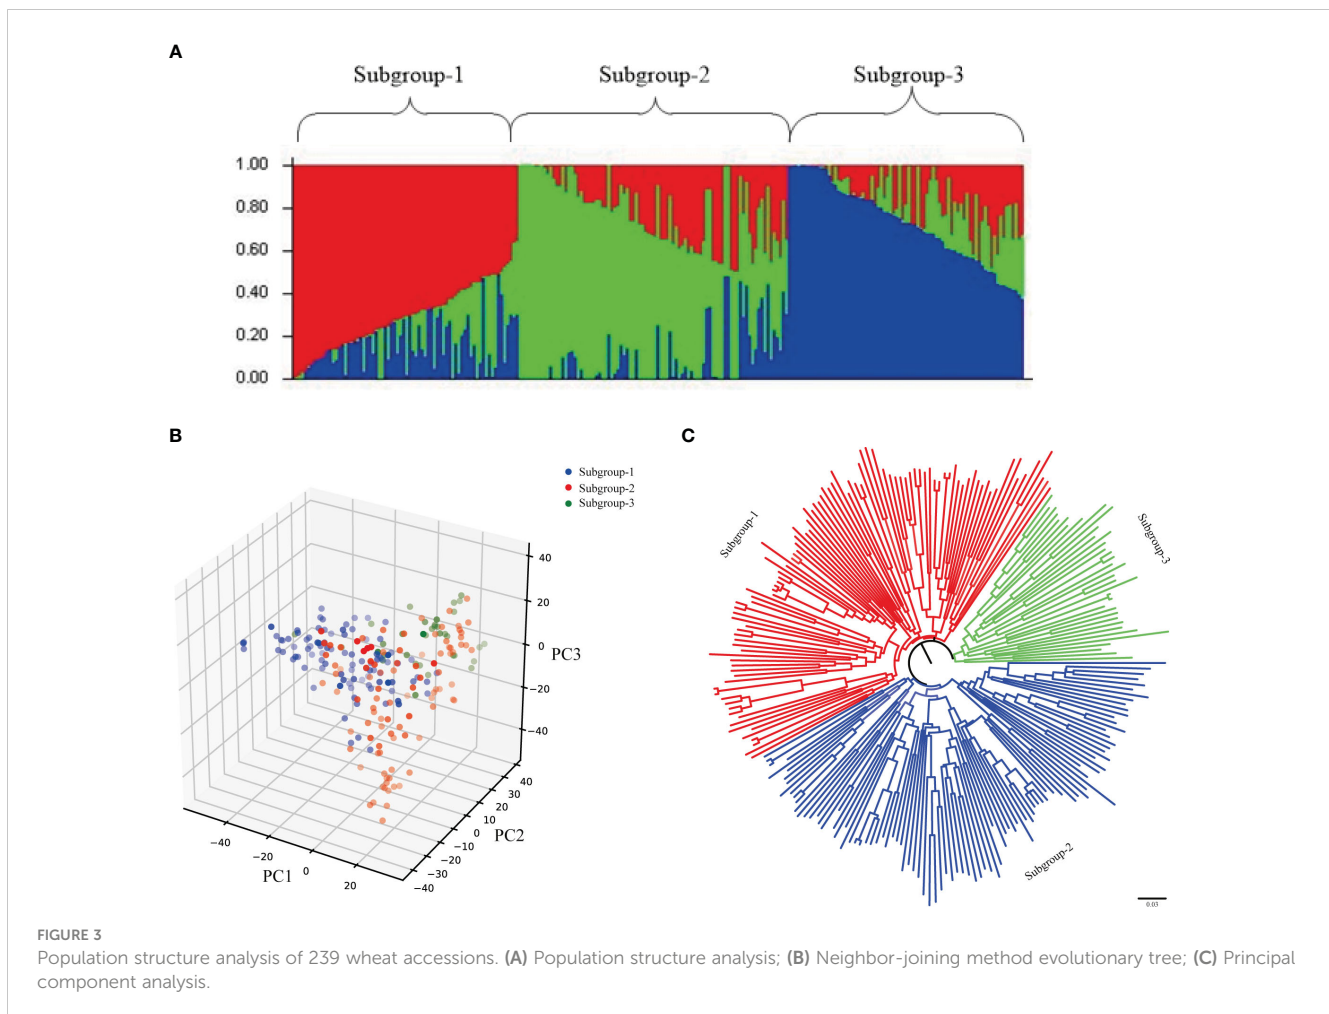 A
Subgroup-1 Subgroup-2 Subgroup-3
1.00
0.80
0.60
0.40
0.20
0.00
B
Subgroup-1
Subgroup-2
Subgroup-3
40
20
0
−20
−40
PC3
40
30
20
10
0
−10
−20
−30
−40
PC2
−40
−20
0
20
PC1
C
Subgroup-1
Subgroup-3
Subgroup-2
0.03
FIGURE 3
Population structure analysis of 239 wheat accessions. (A) Population structure analysis; (B) Neighbor-joining method evolutionary tree; (C) Principal
component analysis.